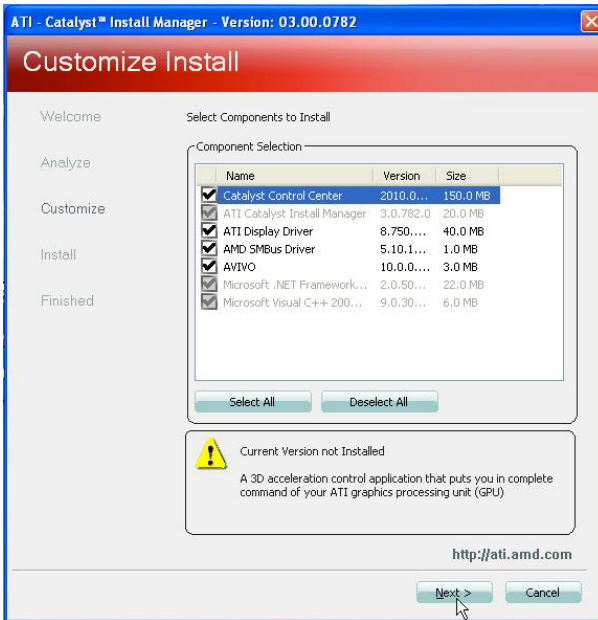 ATI - Catalyst™ Install Manager - Version: 03.00.0782
Customize Install
Welcome
Analyze
Customize
Install
Finished
Select Components to Install
Component Selection
Name Version Size
Catalyst Control Center 2010.0... 150.0 MB
ATI Catalyst Install Manager 3.0.782.0 20.0 MB
ATI Display Driver 8.750.... 40.0 MB
AMD SMBus Driver 5.10.1... 1.0 MB
AVIVO 10.0.0.... 3.0 MB
Microsoft .NET Framework... 2.0.50... 22.0 MB
Microsoft Visual C++ 200... 9.0.30... 6.0 MB
Select All Deselect All
Current Version not Installed
A 3D acceleration control application that puts you in complete
command of your ATI graphics processing unit (GPU)
http://ati.amd.com
Next > Cancel